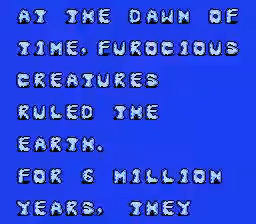 AT THE DAWN OF
TIME, FUROCIOUS
CREATURES
RULED THE
EARTH.
FOR 6 MILLION
YEARS, THEY